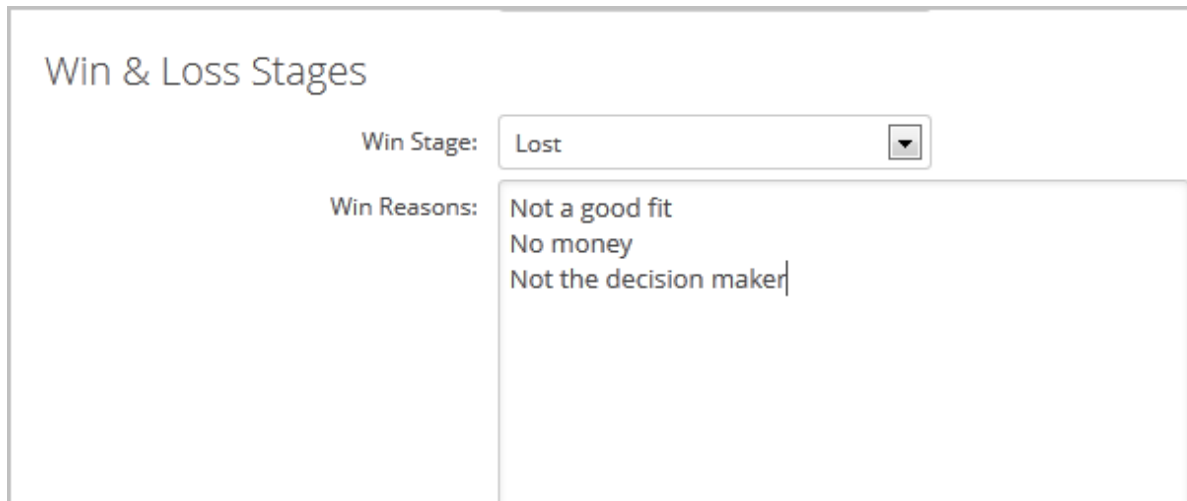 Win & Loss Stages
Win Stage: Lost
Win Reasons: Not a good fit
No money
Not the decision maker